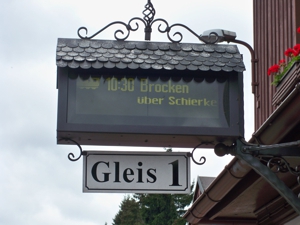 10:30 Brocken
über Schierke
Gleis 1